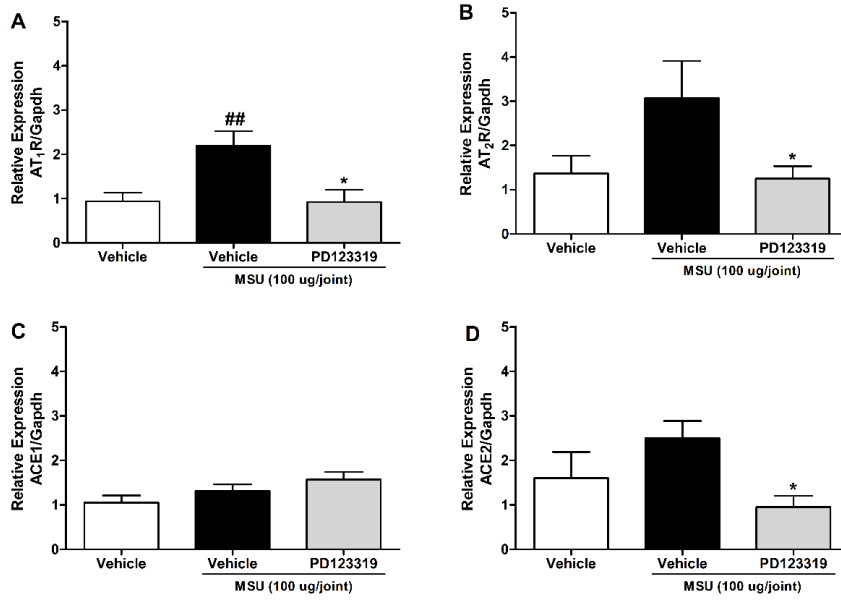 A
Relative Expression
AT₁R/Gapdh
5
4
3
2
1
0
##
*
Vehicle
Vehicle
PD123319
MSU (100 ug/joint)
B
Relative Expression
AT₂R/Gapdh
5
4
3
2
1
0
*
Vehicle
Vehicle
PD123319
MSU (100 ug/joint)
C
Relative Expression
ACE1/Gapdh
5
4
3
2
1
0
Vehicle
Vehicle
PD123319
MSU (100 ug/joint)
D
Relative Expression
ACE2/Gapdh
5
4
3
2
1
0
*
Vehicle
Vehicle
PD123319
MSU (100 ug/joint)